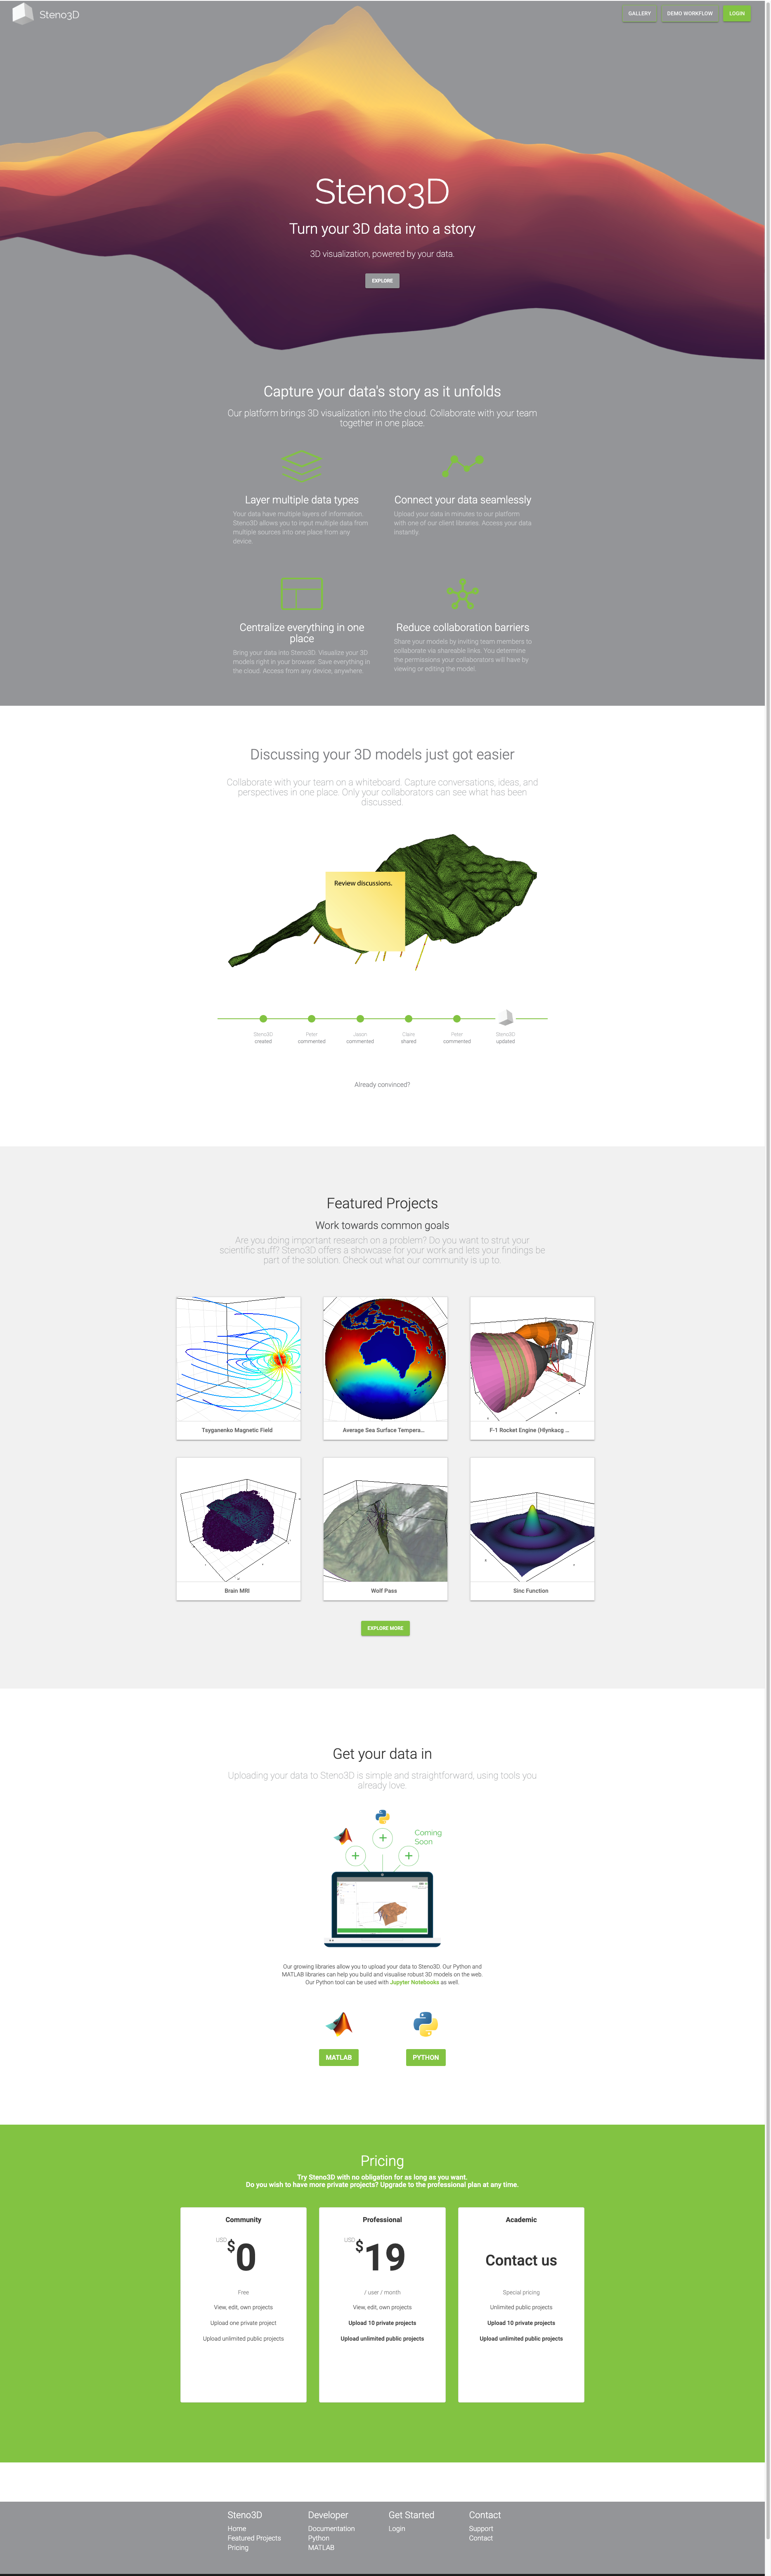 Steno3D
GALLERY
DEMO WORKFLOW
LOGIN
Steno3D
Turn your 3D data into a story
3D visualization, powered by your data.
EXPLORE
Capture your data's story as it unfolds
Our platform brings 3D visualization into the cloud. Collaborate with your team
together in one place.
Layer multiple data types
Your data have multiple layers of information.
Steno3D allows you to input multiple data from
multiple sources into one place from any
device.
Connect your data seamlessly
Upload your data in minutes to our platform
with one of our client libraries. Access your data
instantly.
Centralize everything in one
place
Bring your data into Steno3D. Visualize your 3D
models right in your browser. Save everything in
the cloud. Access from any device, anywhere.
Reduce collaboration barriers
Share your models by inviting team members to
collaborate via shareable links. You determine
the permissions your collaborators will have by
viewing or editing the model.
Discussing your 3D models just got easier
Collaborate with your team on a whiteboard. Capture conversations, ideas, and
perspectives in one place. Only your collaborators can see what has been
discussed.
Review discussions.
Steno3D
created
Peter
commented
Jason
commented
Claire
shared
Peter
commented
Steno3D
updated
Already convinced?
Featured Projects
Work towards common goals
Are you doing important research on a problem? Do you want to strut your
scientific stuff? Steno3D offers a showcase for your work and lets your findings be
part of the solution. Check out what our community is up to.
Tsyganenko Magnetic Field
Average Sea Surface Tempera...
F-1 Rocket Engine (Hlynkacg ...
Brain MRI
Wolf Pass
Sinc Function
EXPLORE MORE
Get your data in
Uploading your data to Steno3D is simple and straightforward, using tools you
already love.
Coming
Soon
Our growing libraries allow you to upload your data to Steno3D. Our Python and
MATLAB libraries can help you build and visualise robust 3D models on the web.
Our Python tool can be used with Jupyter Notebooks as well.
MATLAB
PYTHON
Pricing
Try Steno3D with no obligation for as long as you want.
Do you wish to have more private projects? Upgrade to the professional plan at any time.
Community
USD $0
Free
View, edit, own projects
Upload one private project
Upload unlimited public projects
Professional
USD $19
/ user / month
View, edit, own projects
Upload 10 private projects
Upload unlimited public projects
Academic
Contact us
Special pricing
Unlimited public projects
Upload 10 private projects
Upload unlimited public projects
Steno3D
Home
Featured Projects
Pricing
Developer
Documentation
Python
MATLAB
Get Started
Login
Contact
Support
Contact